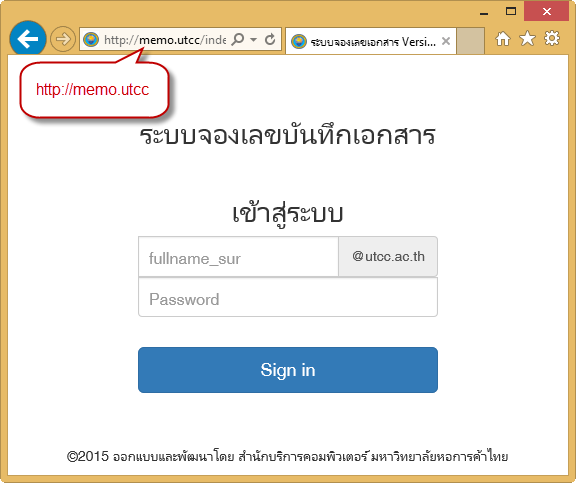 http://memo.utcc/inde
ระบบจองเลขเอกสาร Versi...
http://memo.utcc
ระบบจองเลขบันทึกเอกสาร
เข้าสู่ระบบ
fullname_sur @utcc.ac.th
Password
Sign in
©2015 ออกแบบและพัฒนาโดย สำนักบริการคอมพิวเตอร์ มหาวิทยาลัยหอการค้าไทย